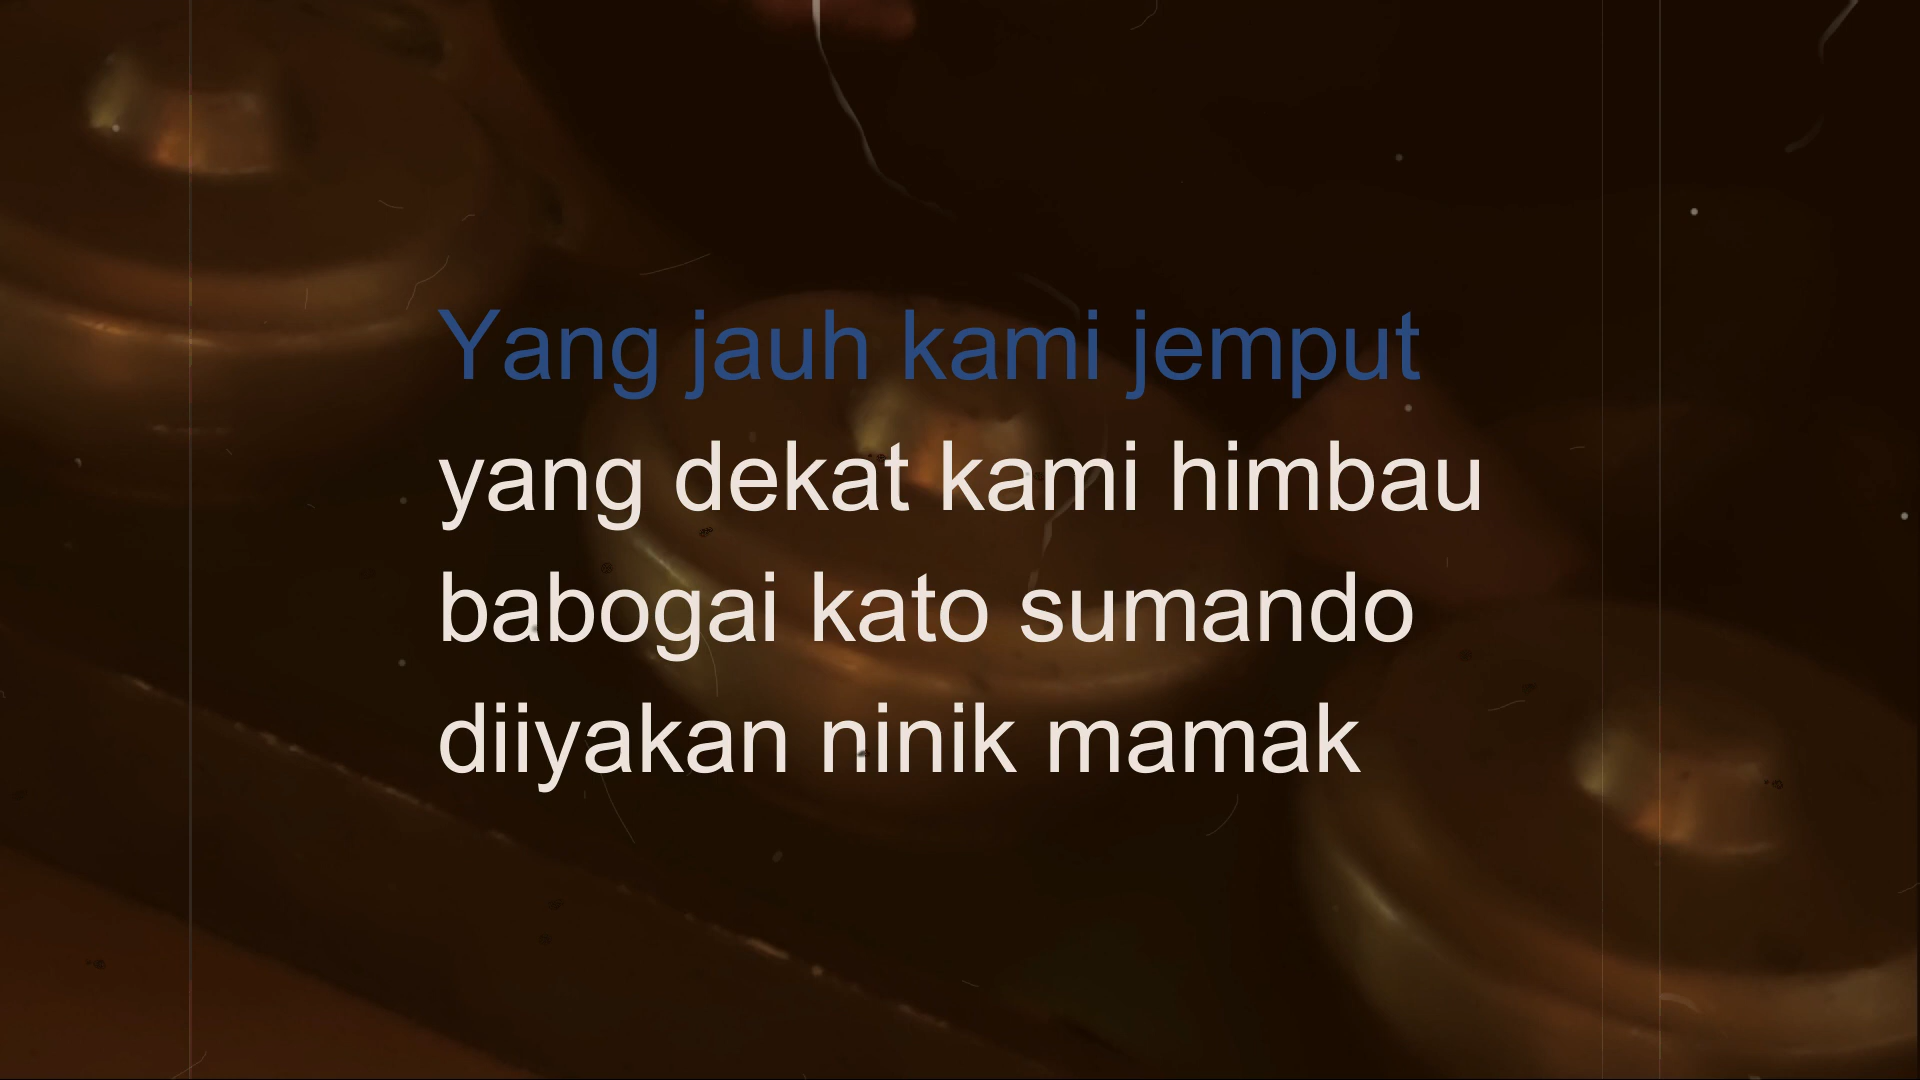 Yang jauh kami jemput
yang dekat kami himbau
babogai kato sumando
diiyakan ninik mamak